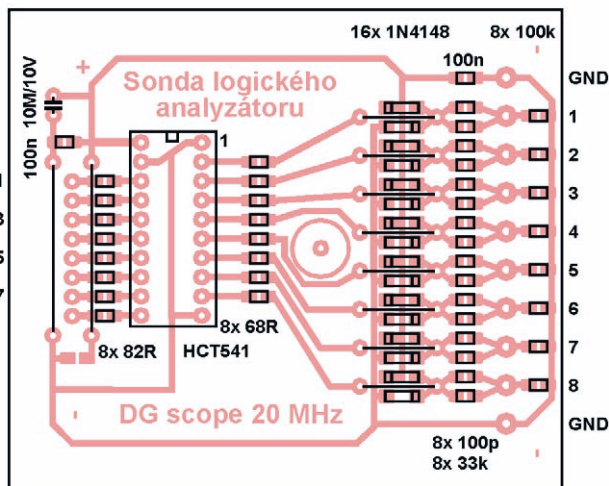 16x 1N4148
8x 100k
100n
+
-
GND
Sonda logického
analyzátoru
10M/10V
100n
1
1
2
3
4
5
6
7
8
GND
8x 82R
8x 68R
HCT541
-
DG scope 20 MHz
8x 100p
8x 33k
-
7